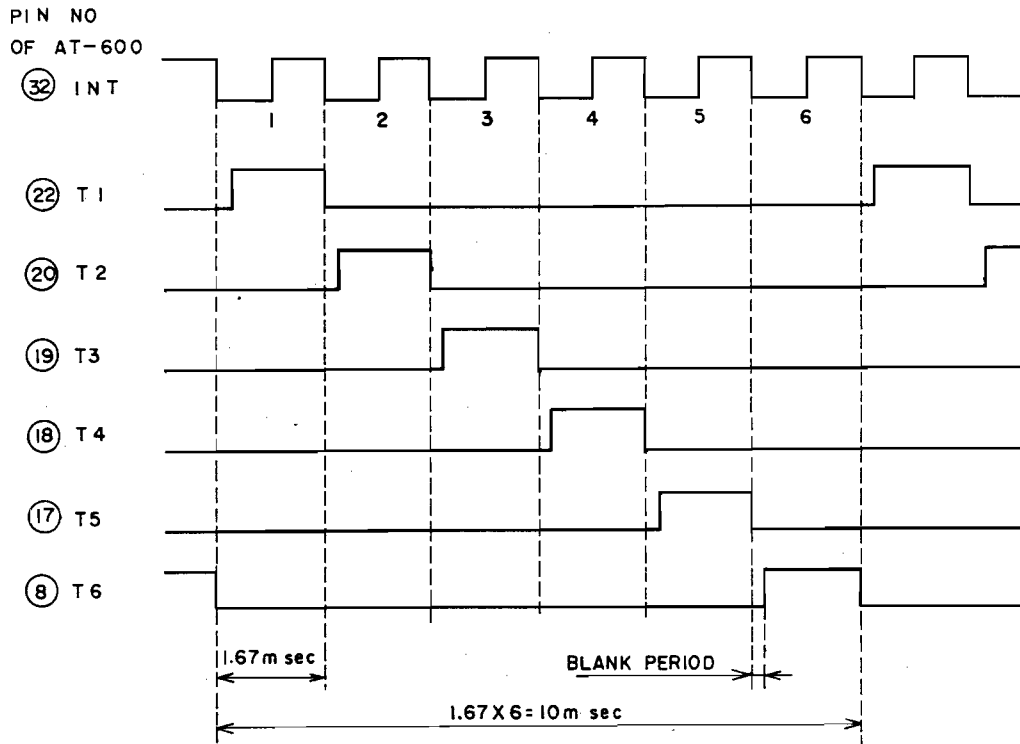 PIN NO
OF AT-600
32 INT
1 2 3 4 5 6
22 T1
20 T2
19 T3
18 T4
17 T5
8 T6
1.67m sec
BLANK PERIOD
1.67X6=10m sec